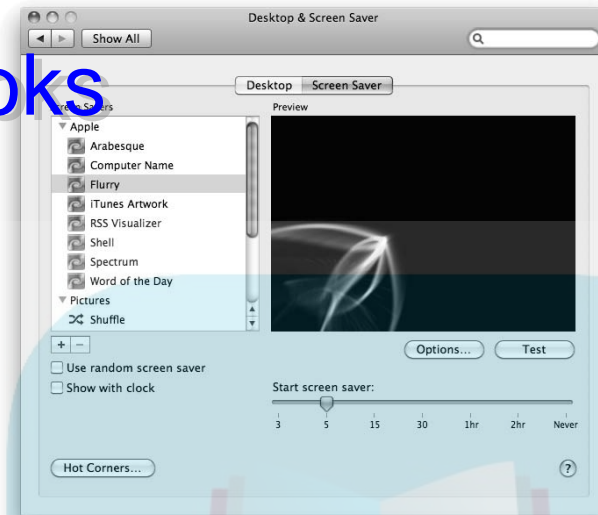 Desktop & Screen Saver
Show All
oks
Desktop Screen Saver
Screen Savers Preview
Apple
Arabesque
Computer Name
Flurry
iTunes Artwork
RSS Visualizer
Shell
Spectrum
Word of the Day
Pictures
Shuffle
+ −
Options... Test
Use random screen saver
Show with clock
Start screen saver:
3 5 15 30 1hr 2hr Never
Hot Corners... ?